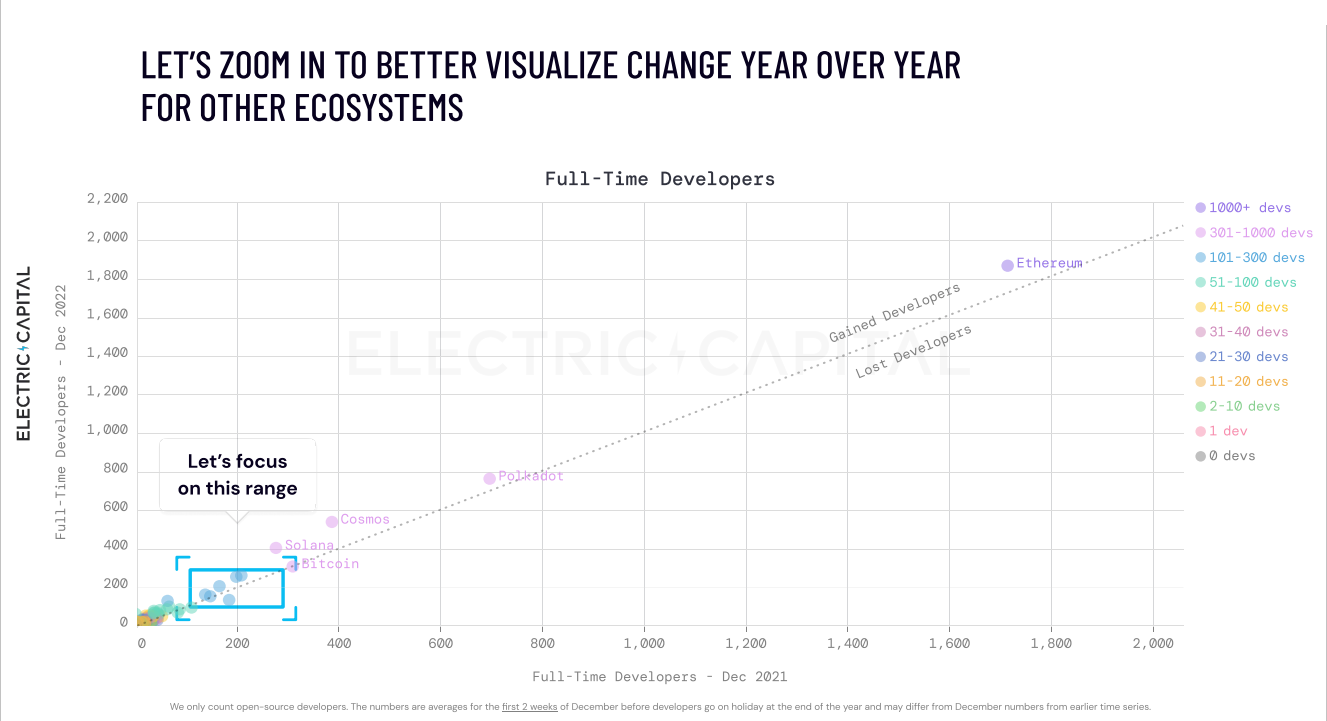 LET'S ZOOM IN TO BETTER VISUALIZE CHANGE YEAR OVER YEAR
FOR OTHER ECOSYSTEMS
Full-Time Developers
ELECTRIC CAPITAL
Full-Time Developers - Dec 2022
2,200
2,000
1,800
1,600
1,400
1,200
1,000
800
600
400
200
0
ELECTRIC CAPITAL
Ethereum
Gained Developers
Lost Developers
Polkadot
Cosmos
Solana
Bitcoin
Let's focus
on this range
1000+ devs
301-1000 devs
101-300 devs
51-100 devs
41-50 devs
31-40 devs
21-30 devs
11-20 devs
2-10 devs
1 dev
0 devs
0 200 400 600 800 1,000 1,200 1,400 1,600 1,800 2,000
Full-Time Developers - Dec 2021
We only count open-source developers. The numbers are averages for the first 2 weeks of December before developers go on holiday at the end of the year and may differ from December numbers from earlier time series.